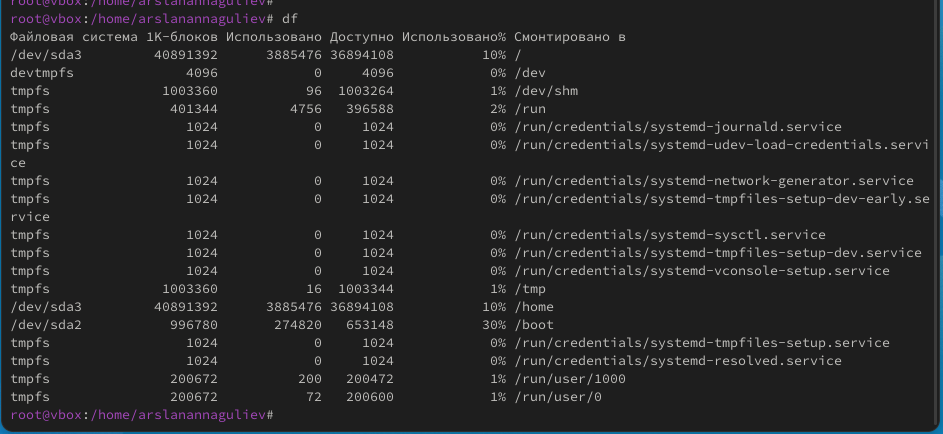 root@vbox:/home/arslanannaguliev#
root@vbox:/home/arslanannaguliev# df
Файловая система 1K-блоков Использовано Доступно Использовано% Смонтировано в
/dev/sda3         40891392      3885476 36894108           10% /
devtmpfs              4096            0     4096            0% /dev
tmpfs              1003360           96  1003264            1% /dev/shm
tmpfs               401344         4756   396588            2% /run
tmpfs                 1024            0     1024            0% /run/credentials/systemd-journald.service
tmpfs                 1024            0     1024            0% /run/credentials/systemd-udev-load-credentials.servi
ce
tmpfs                 1024            0     1024            0% /run/credentials/systemd-network-generator.service
tmpfs                 1024            0     1024            0% /run/credentials/systemd-tmpfiles-setup-dev-early.se
rvice
tmpfs                 1024            0     1024            0% /run/credentials/systemd-sysctl.service
tmpfs                 1024            0     1024            0% /run/credentials/systemd-tmpfiles-setup-dev.service
tmpfs                 1024            0     1024            0% /run/credentials/systemd-vconsole-setup.service
tmpfs              1003360           16  1003344            1% /tmp
/dev/sda3         40891392      3885476 36894108           10% /home
/dev/sda2           996780       274820   653148           30% /boot
tmpfs                 1024            0     1024            0% /run/credentials/systemd-tmpfiles-setup.service
tmpfs                 1024            0     1024            0% /run/credentials/systemd-resolved.service
tmpfs               200672          200   200472            1% /run/user/1000
tmpfs               200672           72   200600            1% /run/user/0
root@vbox:/home/arslanannaguliev#